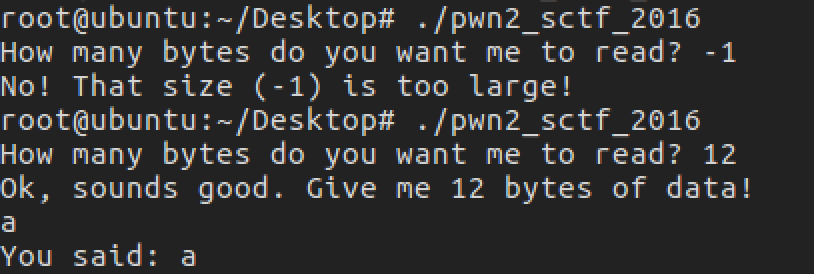 root@ubuntu:~/Desktop# ./pwn2_sctf_2016
How many bytes do you want me to read? -1
No! That size (-1) is too large!
root@ubuntu:~/Desktop# ./pwn2_sctf_2016
How many bytes do you want me to read? 12
Ok, sounds good. Give me 12 bytes of data!
a
You said: a